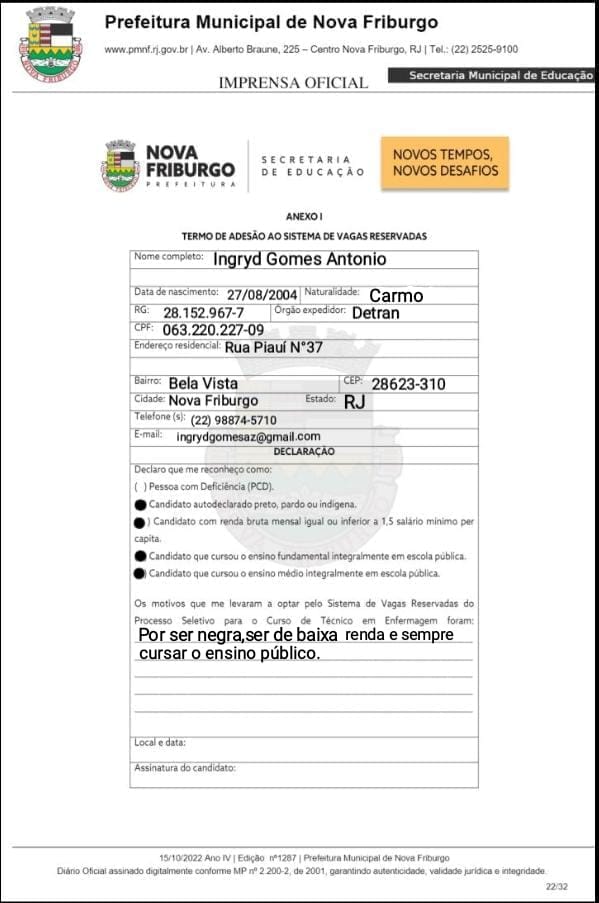 Prefeitura Municipal de Nova Friburgo
www.pmnf.rj.gov.br | Av. Alberto Braune, 225 – Centro Nova Friburgo, RJ | Tel.: (22) 2525-9100
IMPRENSA OFICIAL
Secretaria Municipal de Educação
NOVA
FRIBURGO
PREFEITURA
SECRETARIA
DE EDUCAÇÃO
NOVOS TEMPOS,
NOVOS DESAFIOS
ANEXO I
TERMO DE ADESÃO AO SISTEMA DE VAGAS RESERVADAS
Nome completo: Ingryd Gomes Antonio
Data de nascimento: 27/08/2004 Naturalidade: Carmo
RG: 28.152.967-7 Órgão expedidor: Detran
CPF: 063.220.227-09
Endereço residencial: Rua Piauí N°37
Bairro: Bela Vista CEP: 28623-310
Cidade: Nova Friburgo Estado: RJ
Telefone (s): (22) 98874-5710
E-mail: ingrydgomesaz@gmail.com
DECLARAÇÃO
Declaro que me reconheço como:
( ) Pessoa com Deficiência (PCD).
Candidato autodeclarado preto, pardo ou indígena.
) Candidato com renda bruta mensal igual ou inferior a 1,5 salário mínimo per
capita.
Candidato que cursou o ensino fundamental integralmente em escola pública.
) Candidato que cursou o ensino médio integralmente em escola pública.
Os motivos que me levaram a optar pelo Sistema de Vagas Reservadas do
Processo Seletivo para o Curso de Técnico em Enfermagem foram:
Por ser negra,ser de baixa renda e sempre
cursar o ensino público.
Local e data:
Assinatura do candidato:
15/10/2022 Ano IV | Edição nº1287 | Prefeitura Municipal de Nova Friburgo
Diário Oficial assinado digitalmente conforme MP nº 2.200-2, de 2001, garantindo autenticidade, validade jurídica e integridade.
22/32